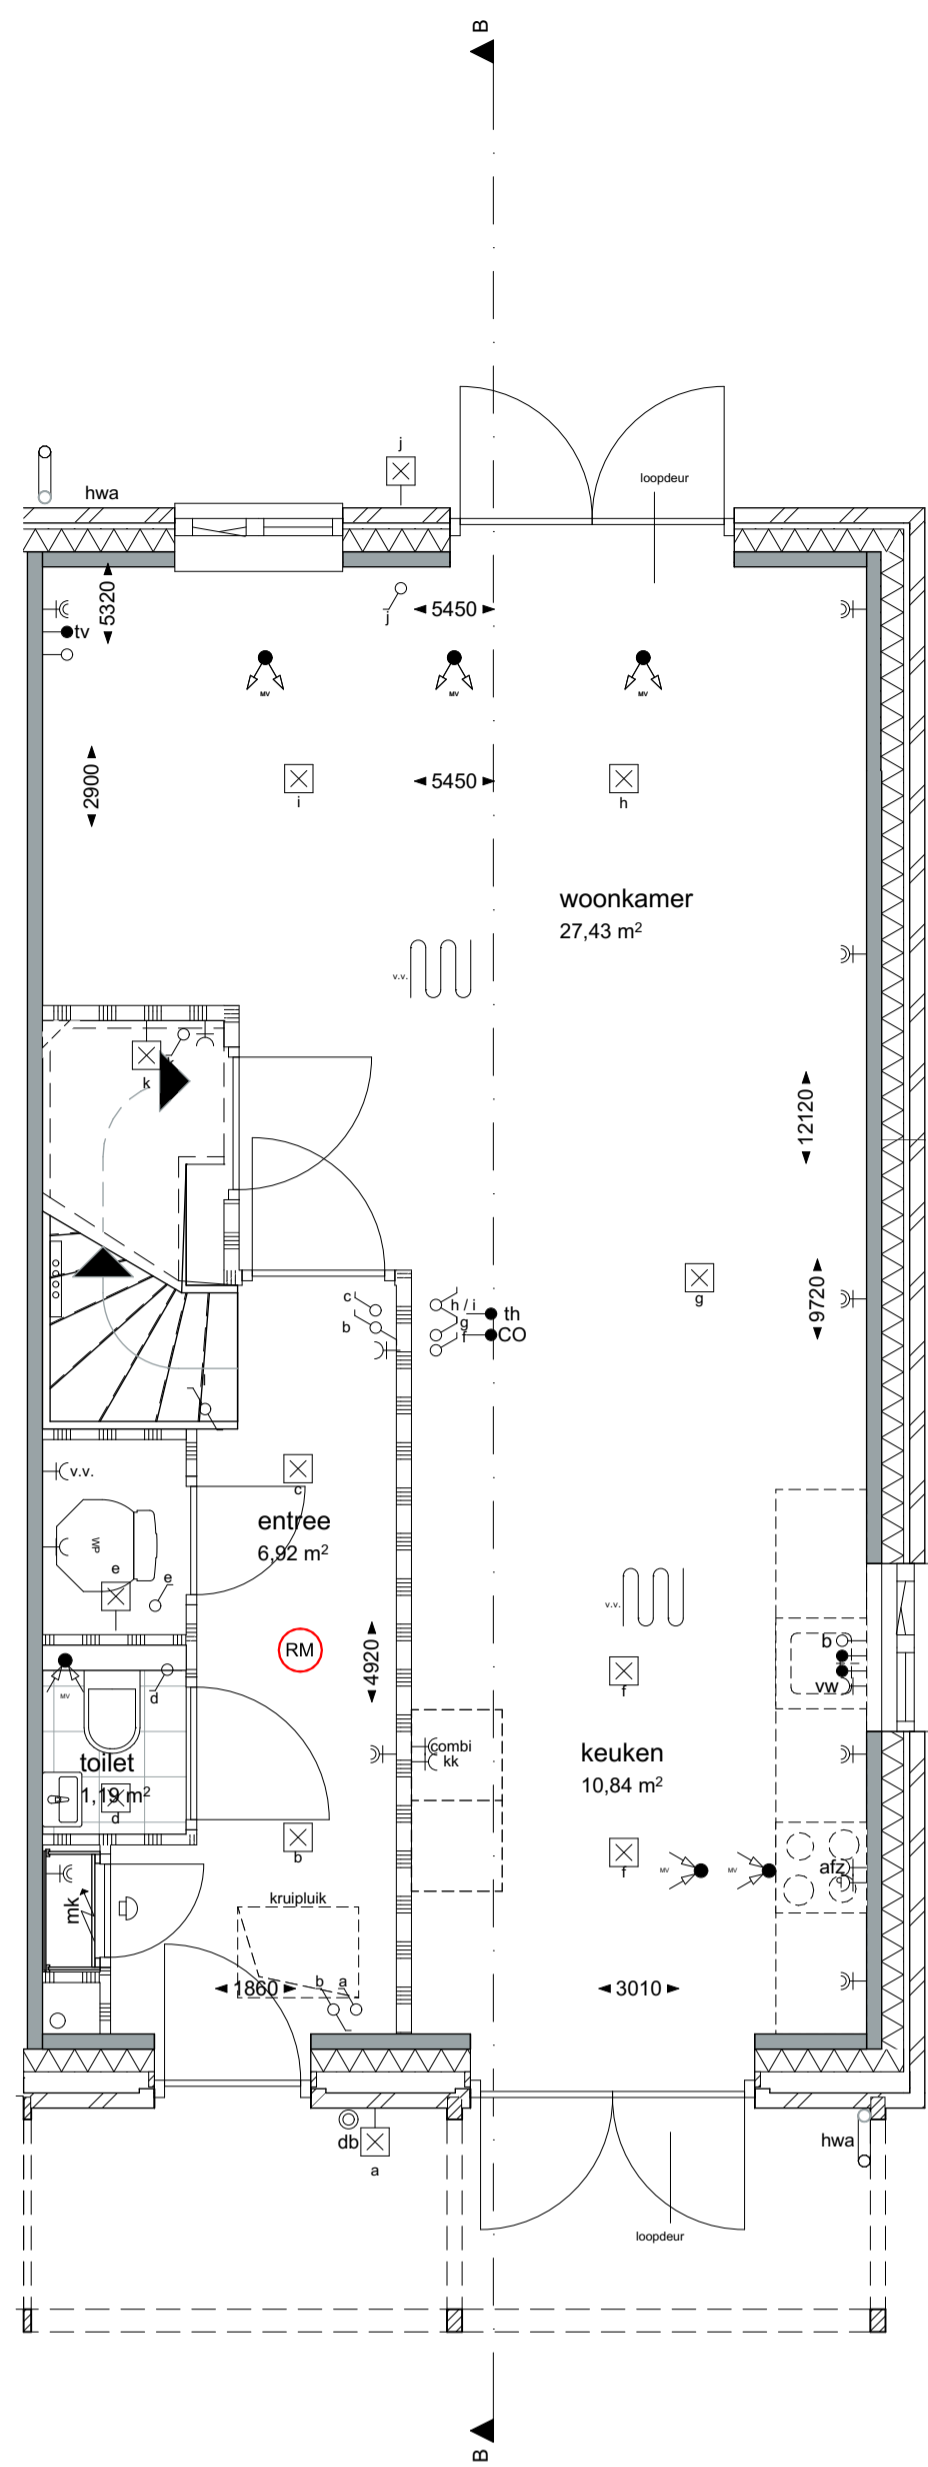 B
j
loopdeur
hwa
5320
j
5450
tv
MV
MV
MV
2900
i
5450
h
woonkamer
27,43 m²
v.v.
k
k
12120
g
9720
c
h / i
th
b
g
f
CO
c
v.v.
entree
6,92 m²
WP
e
e
v.v.
b
RM
4920
f
vw
d
MV
combi
kk
keuken
10,84 m²
toilet
1,19 m²
d
b
f
MV
MV
afz
mk
kruipluik
1860
b
a
3010
db
a
hwa
loopdeur
B